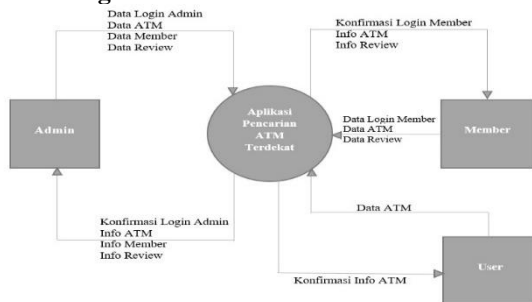 Data Login Admin
Data ATM
Data Member
Data Review
Konfirmasi Login Member
Info ATM
Info Review
Admin
Aplikasi
Pencarian
ATM
Terdekat
Data Login Member
Data ATM
Data Review
Member
Konfirmasi Login Admin
Info ATM
Info Member
Info Review
Data ATM
Konfirmasi Info ATM
User